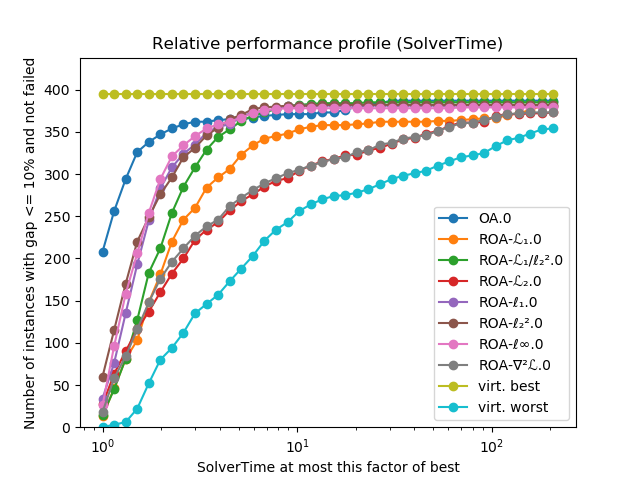 Relative performance profile (SolverTime)
Number of instances with gap <= 10% and not failed
400
350
300
250
200
150
100
50
0
10⁰
10¹
10²
SolverTime at most this factor of best
OA.0
ROA-ℒ₁.0
ROA-ℒ₁/ℓ₂².0
ROA-ℒ₂.0
ROA-ℓ₁.0
ROA-ℓ₂².0
ROA-ℓ∞.0
ROA-∇²ℒ.0
virt. best
virt. worst